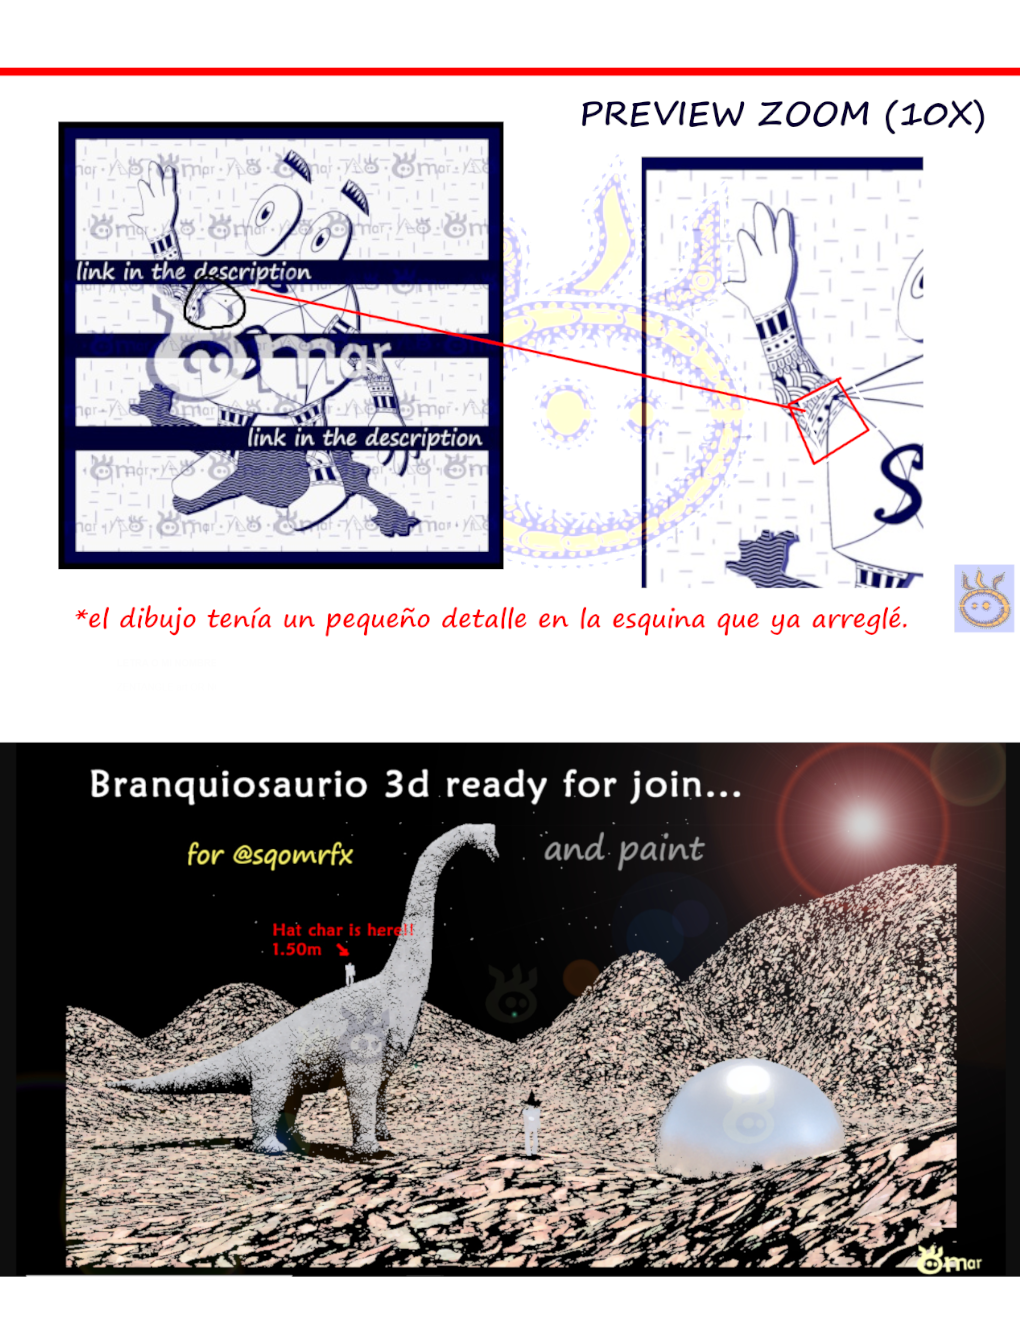 PREVIEW ZOOM (10X)
link in the description
Omar
link in the description
S
*el dibujo tenía un pequeño detalle en la esquina que ya arreglé.
Branquiosaurio 3d ready for join...
for @sqomrfx
and paint
Hat char is here!!
1.50m
Omar